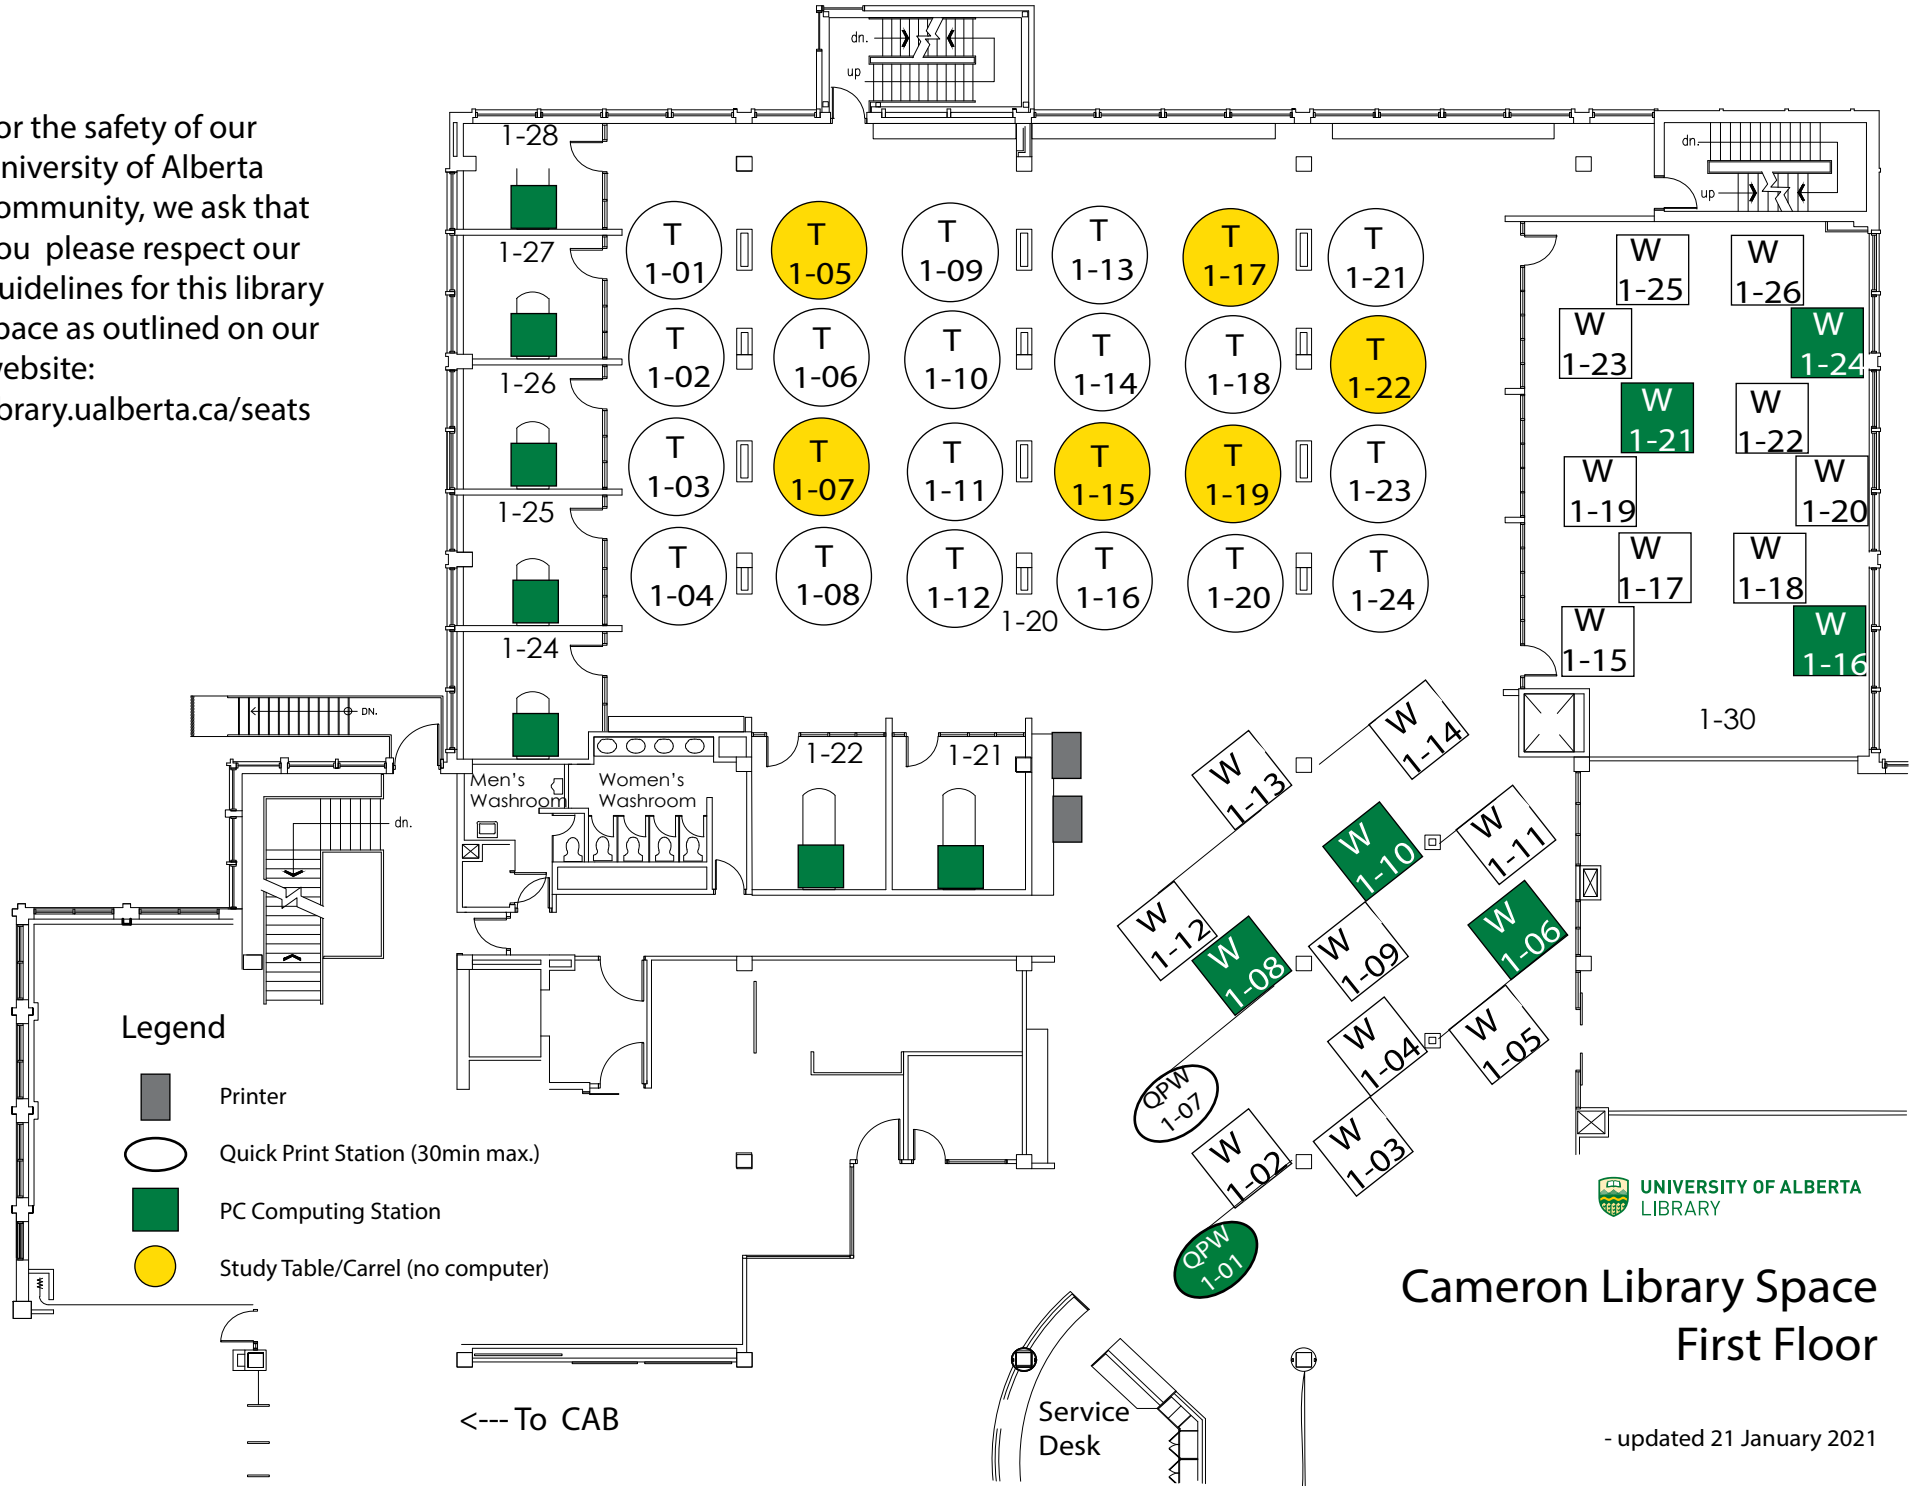 or the safety of our
niversity of Alberta
ommunity, we ask that
ou please respect our
uidelines for this library
pace as outlined on our
ebsite:
brary.ualberta.ca/seats
dn.
up
dn.
up
1-28
1-27
1-26
1-25
1-24
T
1-01
T
1-05
T
1-09
T
1-13
T
1-17
T
1-21
T
1-02
T
1-06
T
1-10
T
1-14
T
1-18
T
1-22
T
1-03
T
1-07
T
1-11
T
1-15
T
1-19
T
1-23
T
1-04
T
1-08
T
1-12
T
1-16
T
1-20
T
1-24
1-20
W
1-25
W
1-26
W
1-23
W
1-24
W
1-21
W
1-22
W
1-19
W
1-20
W
1-17
W
1-18
W
1-15
W
1-16
1-30
DN.
dn.
Men's
Washroom
Women's
Washroom
1-22
1-21
W
1-14
W
1-13
W
1-11
W
1-10
W
1-12
W
1-06
W
1-09
W
1-08
W
1-05
W
1-04
QPW
1-07
W
1-03
W
1-02
QPW
1-01
Legend
Printer
Quick Print Station (30min max.)
PC Computing Station
Study Table/Carrel (no computer)
<--- To CAB
Service
Desk
UNIVERSITY OF ALBERTA
LIBRARY
Cameron Library Space
First Floor
- updated 21 January 2021